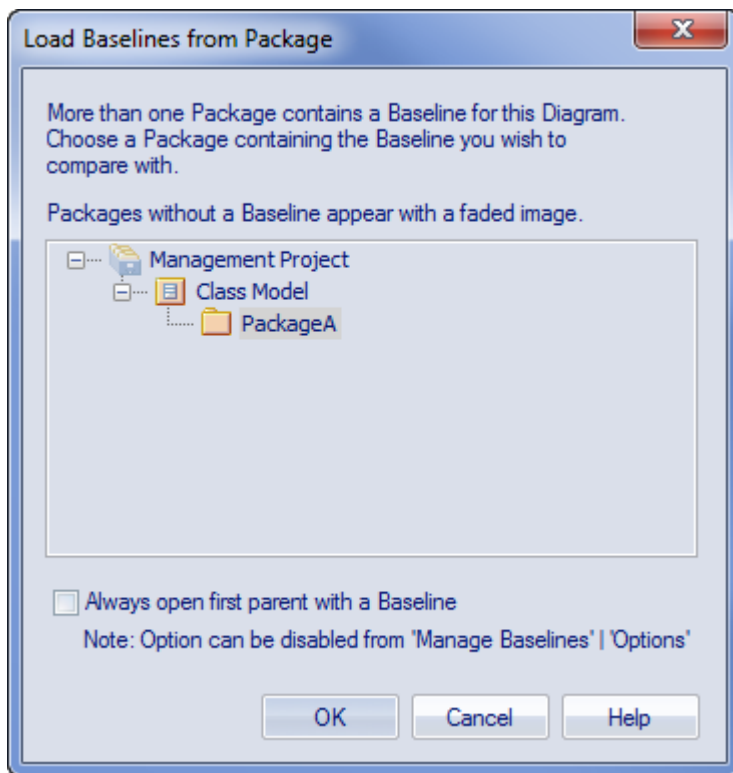 Load Baselines from Package
More than one Package contains a Baseline for this Diagram.
Choose a Package containing the Baseline you wish to
compare with.
Packages without a Baseline appear with a faded image.
Management Project
Class Model
PackageA
Always open first parent with a Baseline
Note: Option can be disabled from 'Manage Baselines' | 'Options'
OK Cancel Help